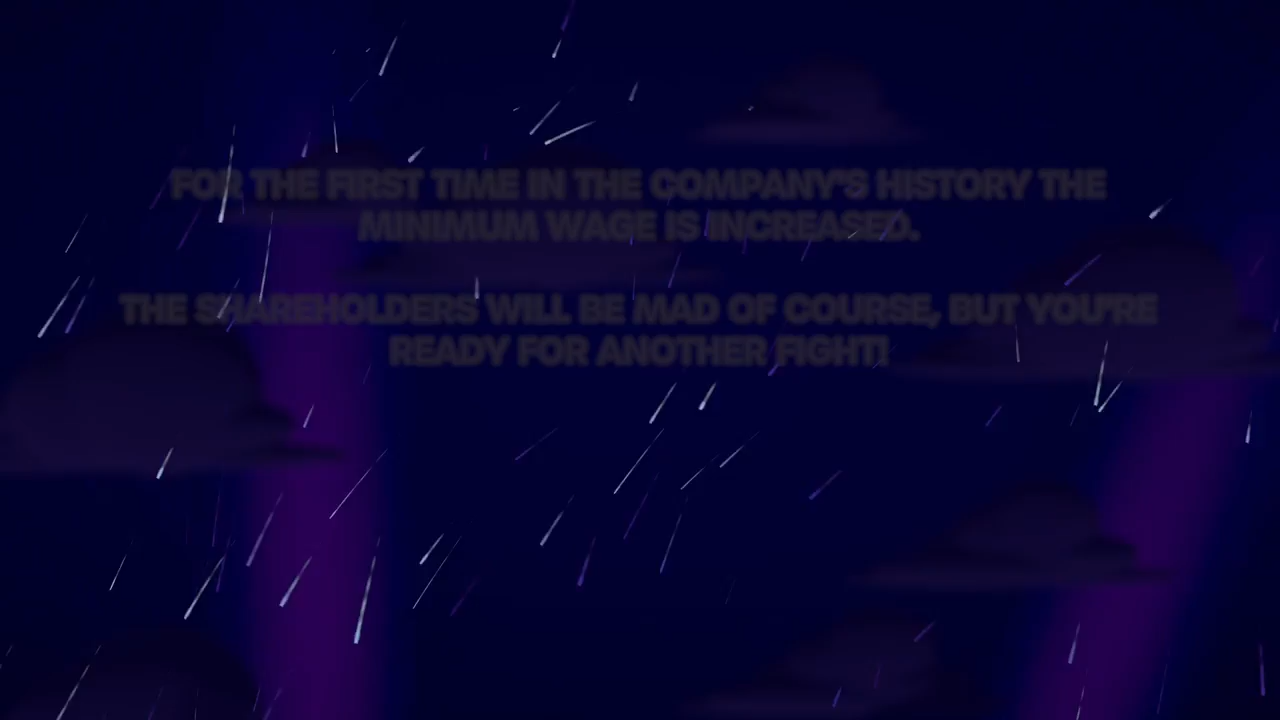 FOR THE FIRST TIME IN THE COMPANY'S HISTORY THE
MINIMUM WAGE IS INCREASED.
THE SHAREHOLDERS WILL BE MAD OF COURSE, BUT YOU'RE
READY FOR ANOTHER FIGHT!